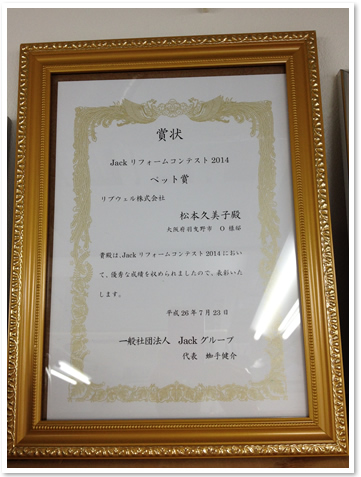 賞状
Jack リフォームコンテスト 2014
ペット賞
リブウェル株式会社
松本久美子殿
大阪府羽曳野市 O 様邸
貴殿は、Jack リフォームコンテスト 2014 におい
て、優秀な成績を収められましたので、表彰いた
します。
平成 26 年 7 月 23 日
一般社団法人 Jack グループ
代表 蜘手健介